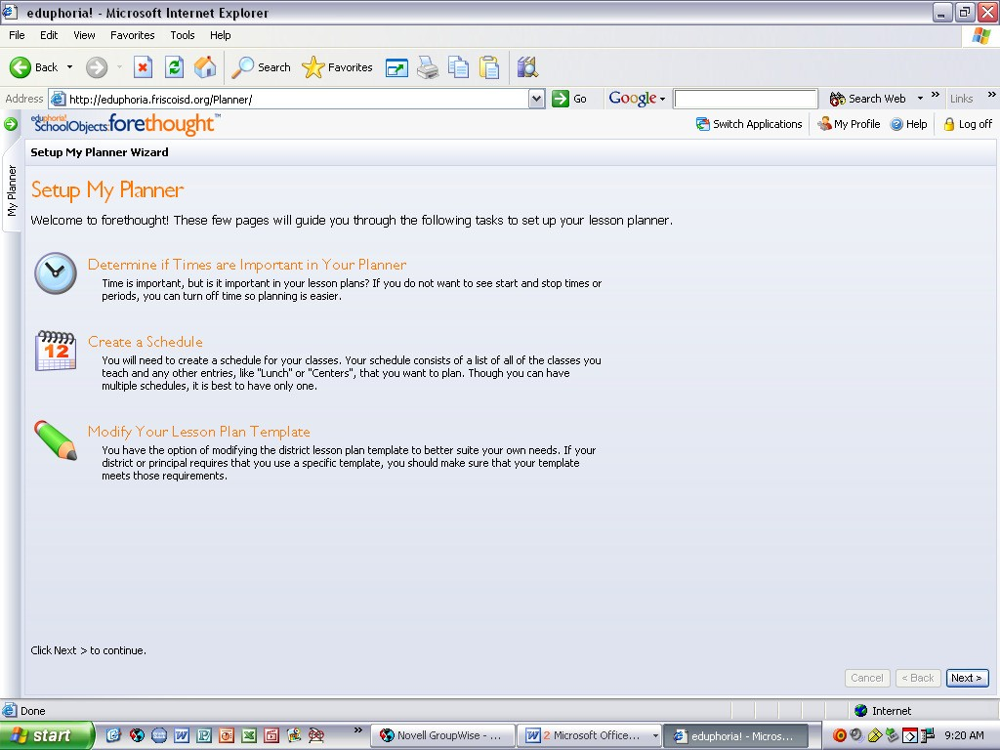 eduphoria! - Microsoft Internet Explorer
File Edit View Favorites Tools Help
Back Search Favorites
Address http://eduphoria.friscoisd.org/Planner/ Go Google Search Web » Links »
eduphoria!
SchoolObjects:forethought™ Switch Applications My Profile Help Log off
My Planner
Setup My Planner Wizard
Setup My Planner
Welcome to forethought! These few pages will guide you through the following tasks to set up your lesson planner.
Determine if Times are Important in Your Planner
Time is important, but is it important in your lesson plans? If you do not want to see start and stop times or
periods, you can turn off time so planning is easier.
12
Create a Schedule
You will need to create a schedule for your classes. Your schedule consists of a list of all of the classes you
teach and any other entries, like "Lunch" or "Centers", that you want to plan. Though you can have
multiple schedules, it is best to have only one.
Modify Your Lesson Plan Template
You have the option of modifying the district lesson plan template to better suite your own needs. If your
district or principal requires that you use a specific template, you should make sure that your template
meets those requirements.
Click Next > to continue.
Cancel < Back Next >
Done Internet
start » Novell GroupWise - ... 2 Microsoft Office... eduphoria! - Micros... 9:20 AM